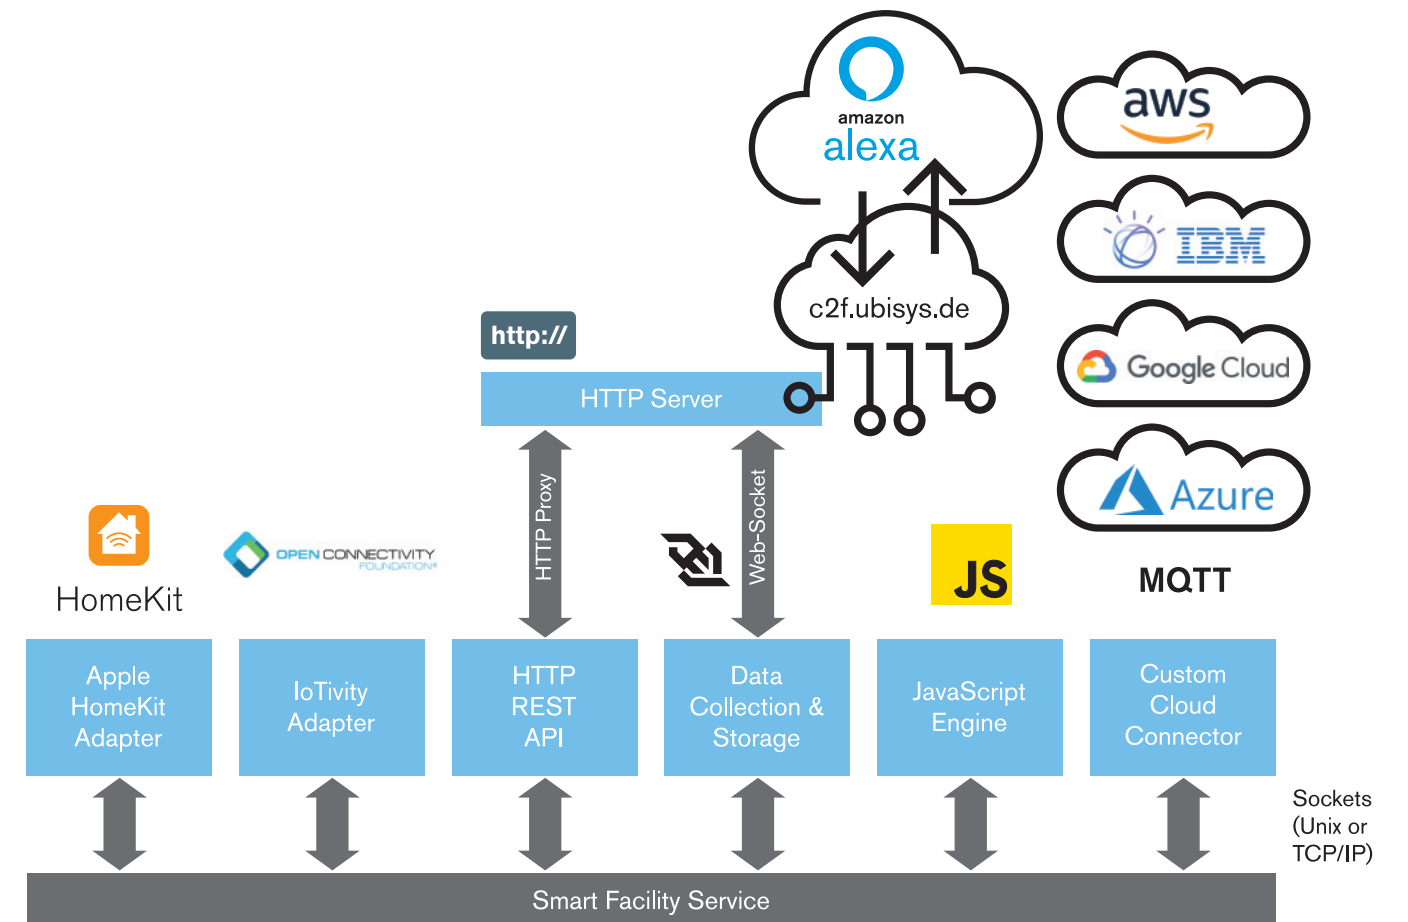 amazon
alexa
aws
IBM
c2f.ubisys.de
http://
Google Cloud
HTTP Server
HTTP Proxy
Web-Socket
Azure
OPEN CONNECTIVITY
FOUNDATION®
HomeKit
JS
MQTT
Apple
HomeKit
Adapter
IoTivity
Adapter
HTTP
REST
API
Data
Collection &
Storage
JavaScript
Engine
Custom
Cloud
Connector
Sockets
(Unix or
TCP/IP)
Smart Facility Service